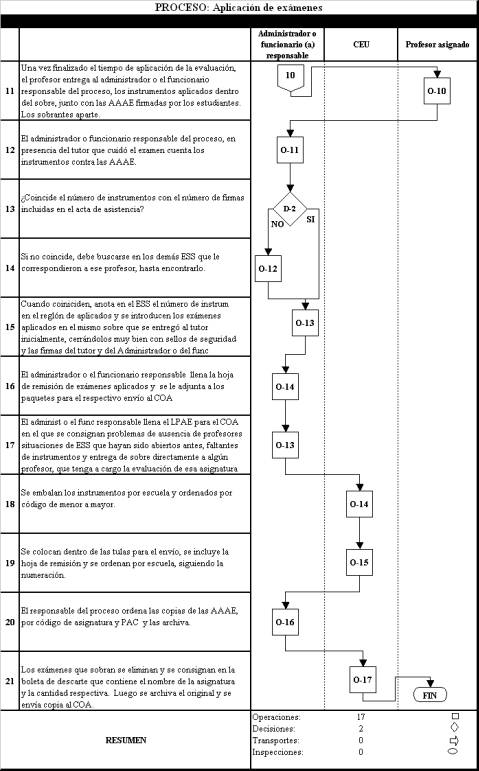 PROCESO: Aplicación de exámenes
Administrador o
funcionario (a)
responsable
CEU
Profesor asignado
11
Una vez finalizado el tiempo de aplicación de la evaluación,
el profesor entrega al administrador o el funcionario
responsable del proceso, los instrumentos aplicados dentro
del sobre, junto con las AAAE firmadas por los estudiantes.
Los sobrantes aparte.
10
O-10
12
El administrador o funcionario responsable del proceso, en
presencia del tutor que cuidó el examen cuenta los
instrumentos contra las AAAE.
O-11
13
¿Coincide el número de instrumentos con el número de firmas
incluidas en el acta de asistencia?
D-2
NO
SI
14
Si no coincide, debe buscarse en los demás ESS que le
correspondieron a ese profesor, hasta encontrarlo.
O-12
15
Cuando coinciden, anota en el ESS el número de instrum
en el reglón de aplicados y se introducen los exámenes
aplicados en el mismo sobre que se entregó al tutor
inicialmente, cerrándolos muy bien con sellos de seguridad
y las firmas del tutor y del Administrador o del func
O-13
16
El administrador o el funcionario responsable llena la hoja
de remisión de exámenes aplicados y se le adjunta a los
paquetes para el respectivo envío al COA
O-14
17
El administ o el func responsable llena el LPAE para el COA
en el que se consignan problemas de ausencia de profesores
situaciones de ESS que hayan sido abiertos antes, faltantes
de instrumentos y entrega de sobre directamente a algún
profesor, que tenga a cargo la evaluación de esa asignatura
O-13
18
Se embalan los instrumentos por escuela y ordenados por
código de menor a mayor.
O-14
19
Se colocan dentro de las tulas para el envío, se incluye la
hoja de remisión y se ordenan por escuela, siguiendo la
numeración.
O-15
20
El responsable del proceso ordena las copias de las AAAE,
por código de asignatura y PAC y las archiva.
O-16
21
Los exámenes que sobran se eliminan y se consignan en la
boleta de descarte que contiene el nombre de la asignatura
y la cantidad respectiva. Luego se archiva el original y se
envía copia al COA.
O-17
FIN
RESUMEN
Operaciones: 17
Decisiones: 2
Transportes: 0
Inspecciones: 0